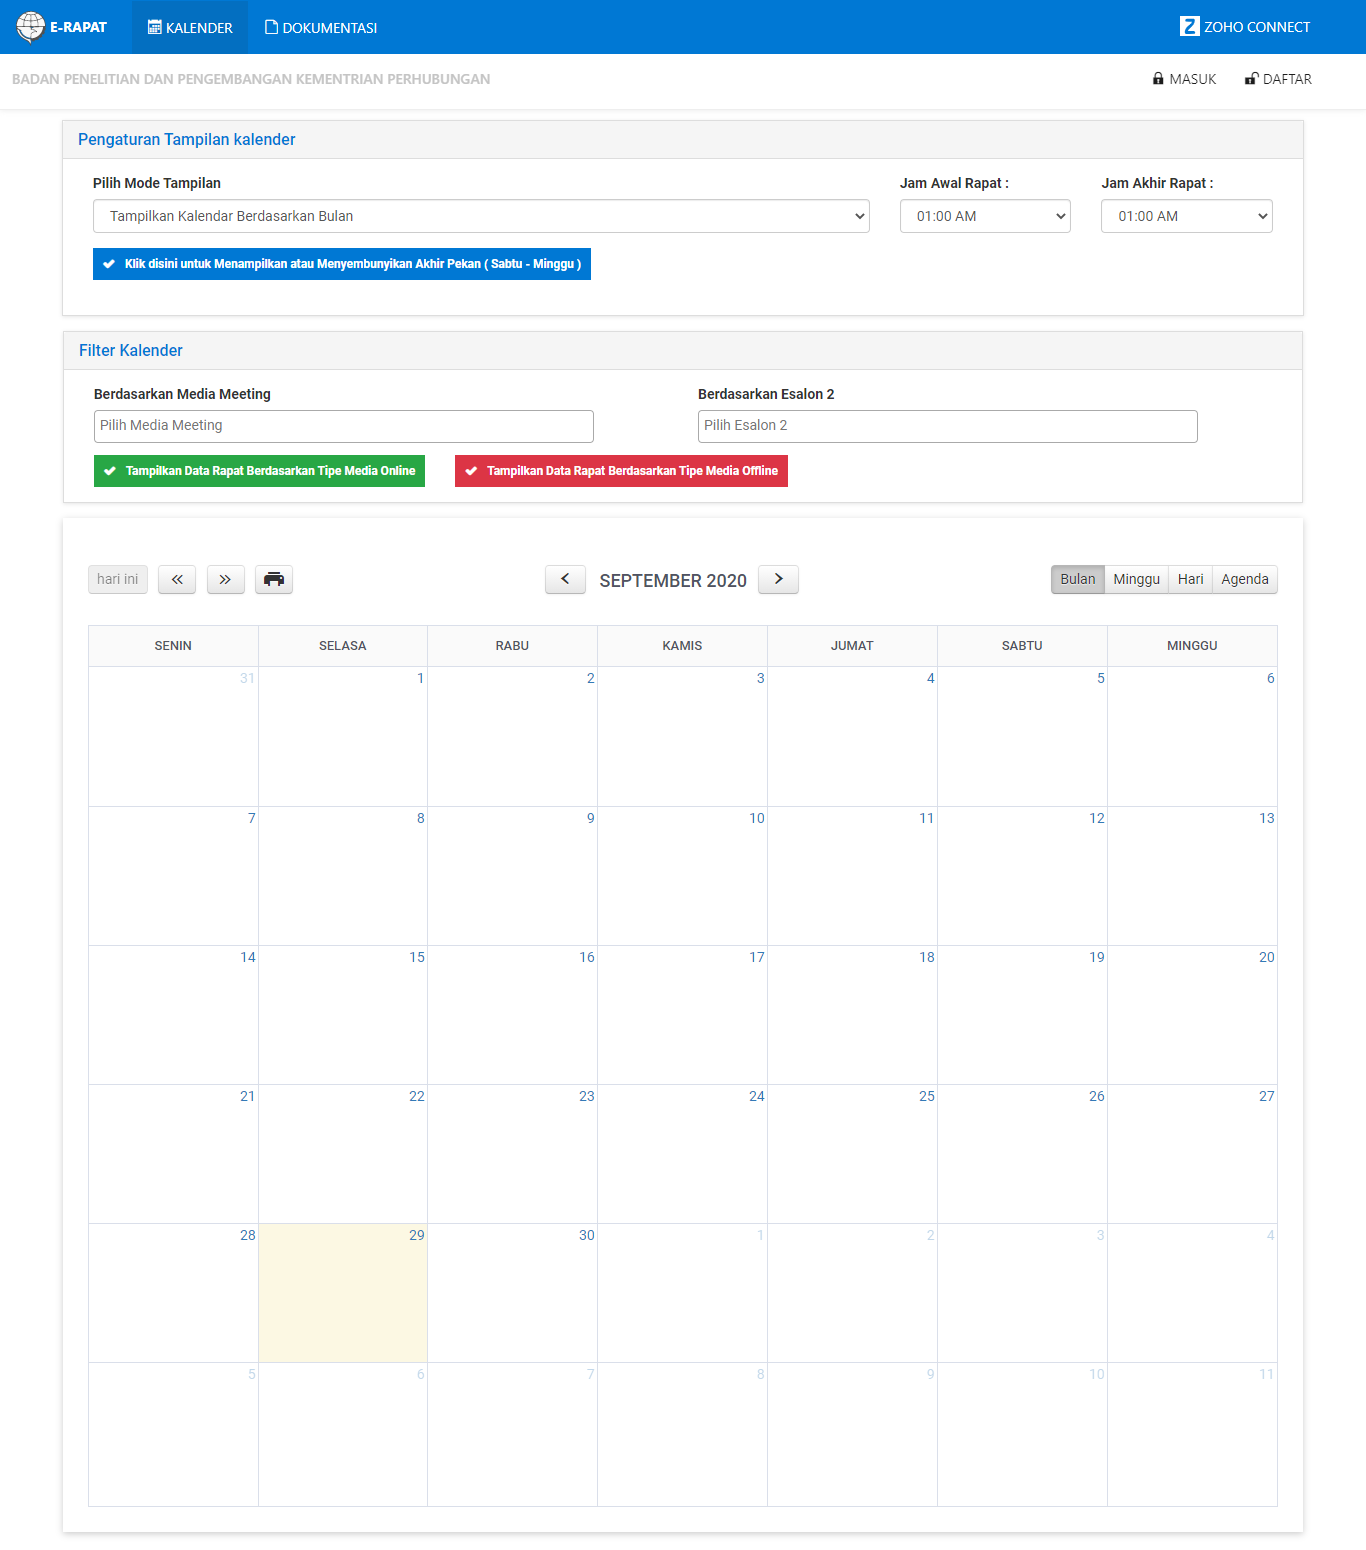 E-RAPAT KALENDER DOKUMENTASI ZOHO CONNECT
BADAN PENELITIAN DAN PENGEMBANGAN KEMENTRIAN PERHUBUNGAN MASUK DAFTAR
Pengaturan Tampilan kalender
Pilih Mode Tampilan Jam Awal Rapat : Jam Akhir Rapat :
Tampilkan Kalendar Berdasarkan Bulan 01:00 AM 01:00 AM
Klik disini untuk Menampilkan atau Menyembunyikan Akhir Pekan ( Sabtu - Minggu )
Filter Kalender
Berdasarkan Media Meeting Berdasarkan Esalon 2
Pilih Media Meeting Pilih Esalon 2
Tampilkan Data Rapat Berdasarkan Tipe Media Online Tampilkan Data Rapat Berdasarkan Tipe Media Offline
hari ini SEPTEMBER 2020 Bulan Minggu Hari Agenda
SENIN SELASA RABU KAMIS JUMAT SABTU MINGGU
31 1 2 3 4 5 6
7 8 9 10 11 12 13
14 15 16 17 18 19 20
21 22 23 24 25 26 27
28 29 30 1 2 3 4
5 6 7 8 9 10 11